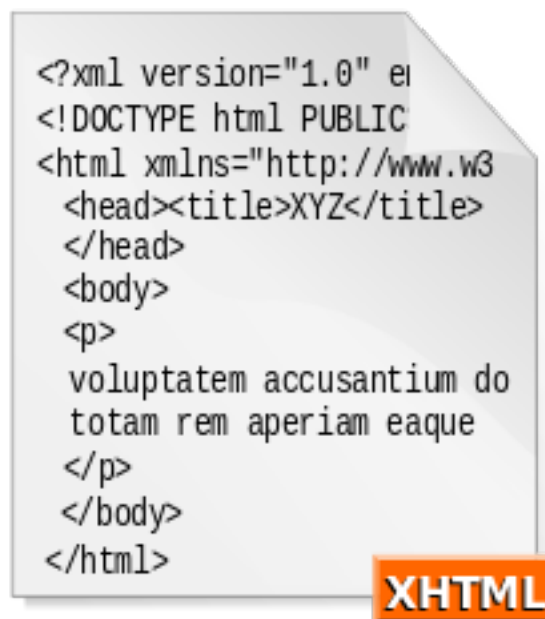 <?xml version="1.0" en
<!DOCTYPE html PUBLIC
<html xmlns="http://www.w3
<head><title>XYZ</title>
</head>
<body>
<p>
voluptatem accusantium do
totam rem aperiam eaque
</p>
</body>
</html>
XHTML